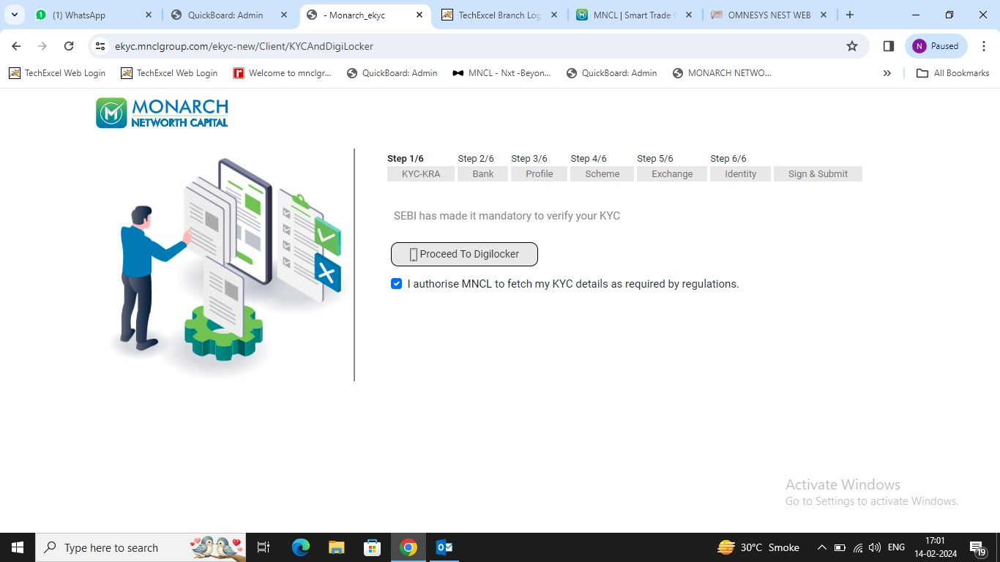 (1) WhatsApp
QuickBoard: Admin
- Monarch_ekyc
TechExcel Branch Log
MNCL | Smart Trade
OMNESYS NEST WEB
ekyc.mnclgroup.com/ekyc-new/Client/KYCAndDigiLocker
N Paused
TechExcel Web Login
TechExcel Web Login
Welcome to mnclgr...
QuickBoard: Admin
MNCL - Nxt -Beyon...
QuickBoard: Admin
MONARCH NETWO...
All Bookmarks
MONARCH
NETWORTH CAPITAL
Step 1/6 Step 2/6 Step 3/6 Step 4/6 Step 5/6 Step 6/6
KYC-KRA Bank Profile Scheme Exchange Identity Sign & Submit
SEBI has made it mandatory to verify your KYC
Proceed To Digilocker
I authorise MNCL to fetch my KYC details as required by regulations.
Activate Windows
Go to Settings to activate Windows.
Type here to search
30°C Smoke
ENG
17:01
14-02-2024
19